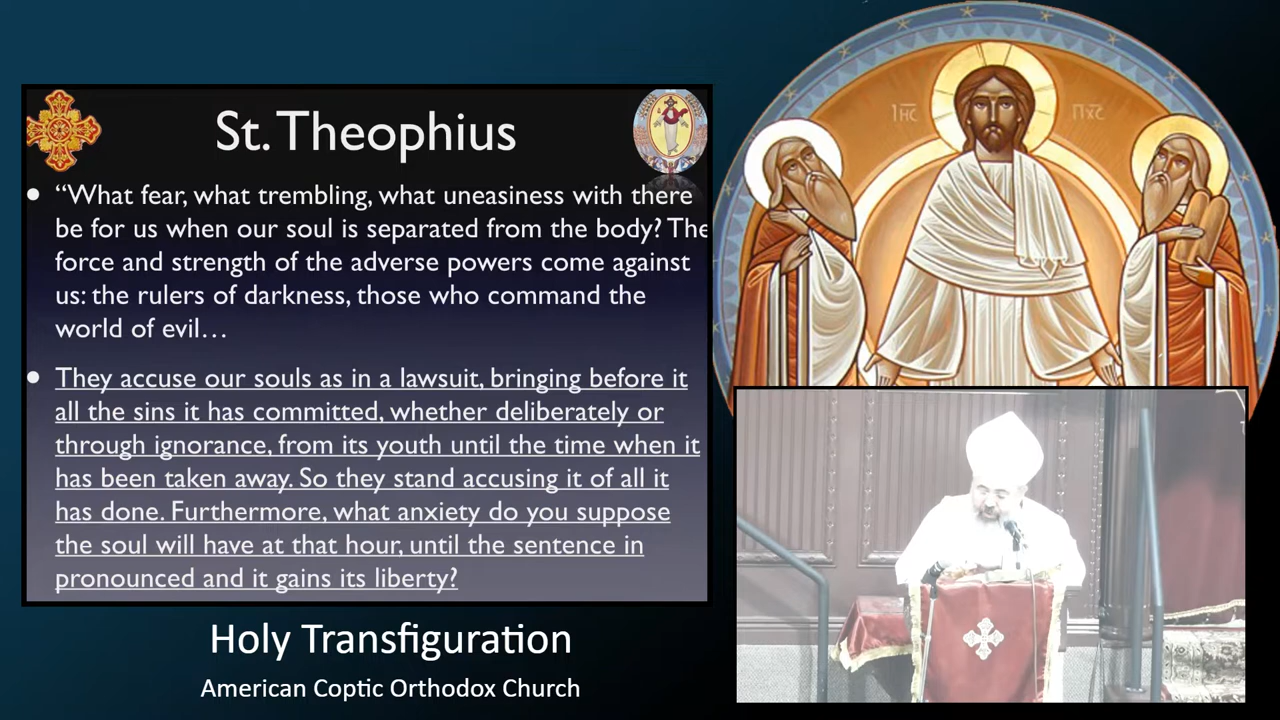 St. Theophius
“What fear, what trembling, what uneasiness with there
be for us when our soul is separated from the body? The
force and strength of the adverse powers come against
us: the rulers of darkness, those who command the
world of evil…
They accuse our souls as in a lawsuit, bringing before it
all the sins it has committed, whether deliberately or
through ignorance, from its youth until the time when it
has been taken away. So they stand accusing it of all it
has done. Furthermore, what anxiety do you suppose
the soul will have at that hour, until the sentence in
pronounced and it gains its liberty?
Holy Transfiguration
American Coptic Orthodox Church